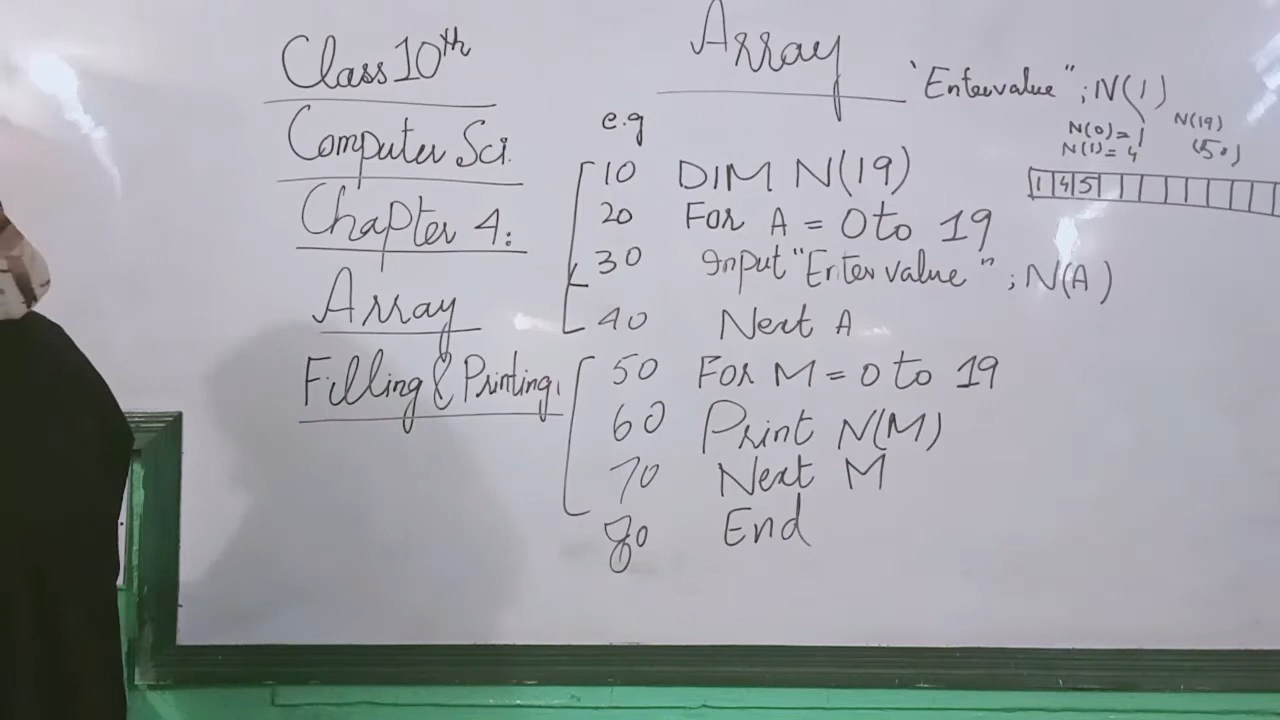 Class 10th
Computer Sci.
Chapter 4:
Array
Filling & Printing.
Array
e.g
10 DIM N(19)
20 For A = 0 to 19
30 Input "Enter value" ; N(A)
40 Next A
50 For M = 0 to 19
60 Print N(M)
70 Next M
80 End
"Enter value" ; N(1)
N(0) = 1
N(1) = 4
N(19)
(50)
1 4 5